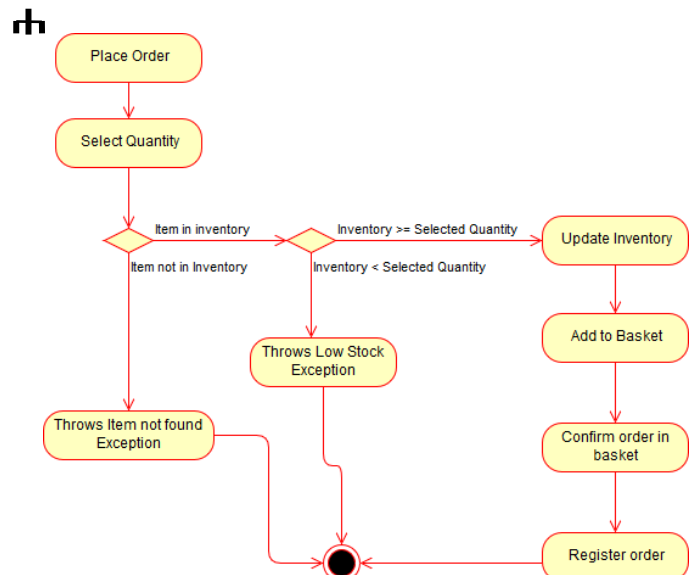 Place Order
Select Quantity
Item in inventory
Inventory >= Selected Quantity
Update Inventory
Item not in Inventory
Inventory < Selected Quantity
Add to Basket
Throws Low Stock
Exception
Throws Item not found
Exception
Confirm order in
basket
Register order